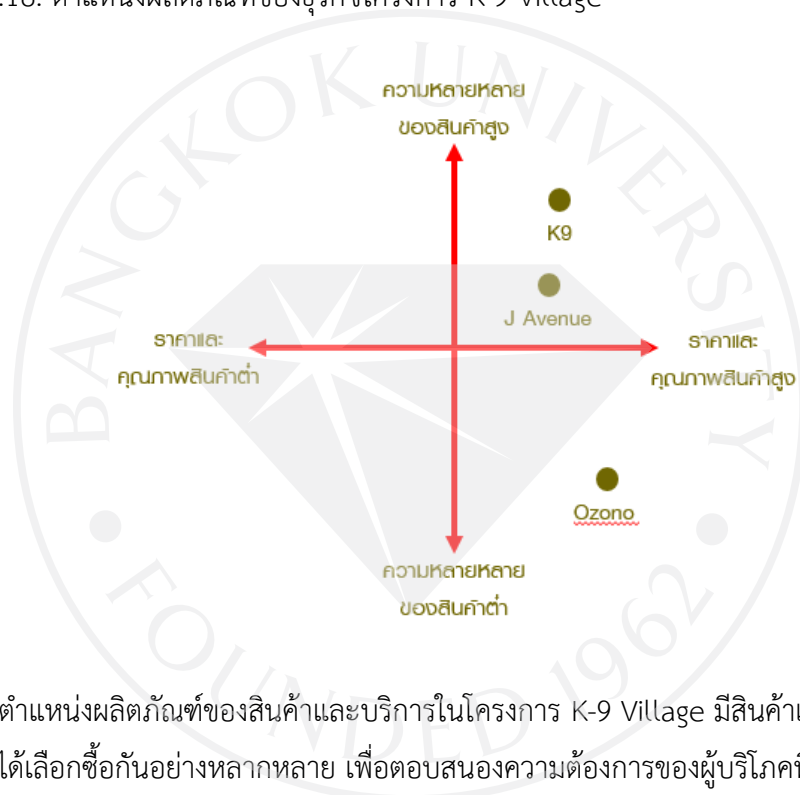 ความหลายหลาย
ของสินค้าสูง
K9
J Avenue
ราคาและ
คุณภาพสินค้าต่ำ
ราคาและ
คุณภาพสินค้าสูง
Ozono
ความหลายหลาย
ของสินค้าต่ำ
BANGKOK UNIVERSITY
FOUNDED 1962
ตำแหน่งผลิตภัณฑ์ของสินค้าและบริการในโครงการ K-9 Village มีสินค้า
ได้เลือกซื้อกันอย่างหลากหลาย เพื่อตอบสนองความต้องการของผู้บริโภค